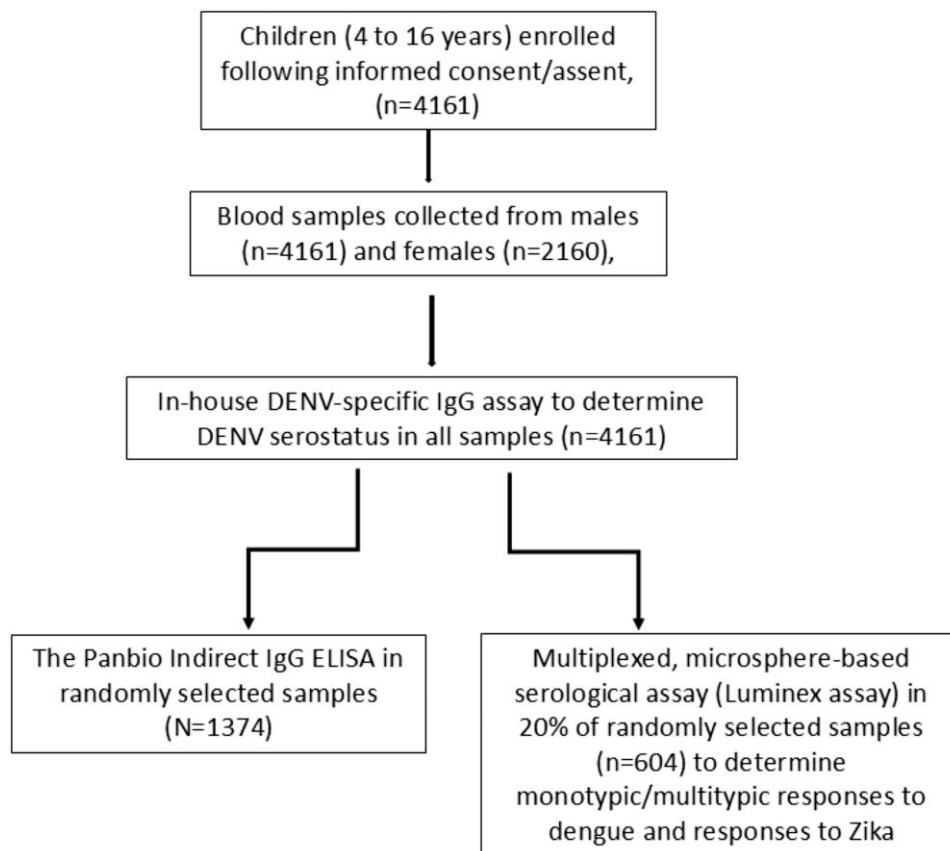 Children (4 to 16 years) enrolled
following informed consent/assent,
(n=4161)
Blood samples collected from males
(n=4161) and females (n=2160),
In-house DENV-specific IgG assay to determine
DENV serostatus in all samples (n=4161)
The Panbio Indirect IgG ELISA in
randomly selected samples
(N=1374)
Multiplexed, microsphere-based
serological assay (Luminex assay) in
20% of randomly selected samples
(n=604) to determine
monotypic/multitypic responses to
dengue and responses to Zika